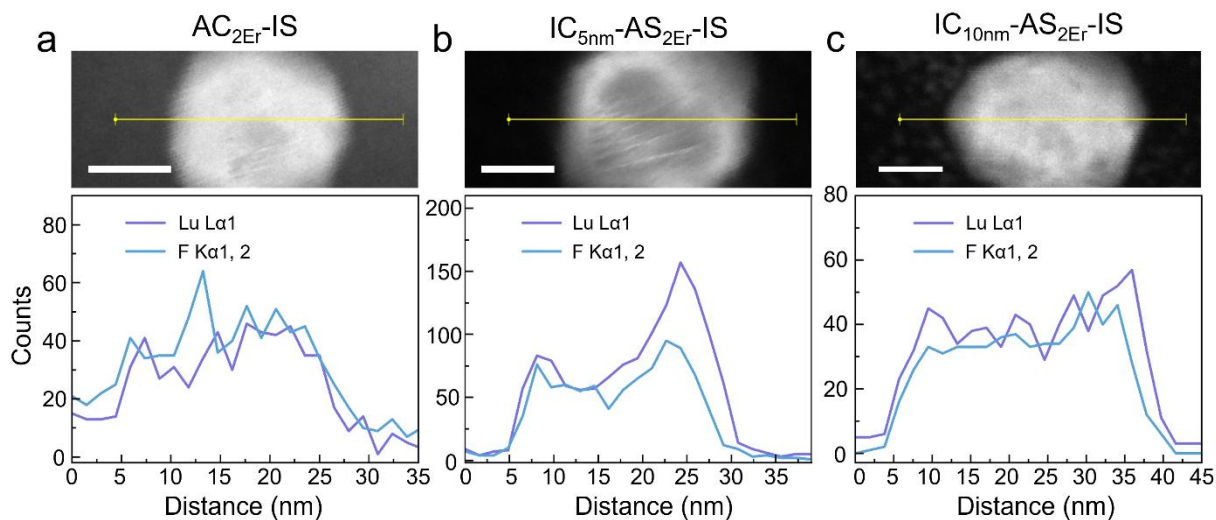 a
AC2Er-IS
b
IC5nm-AS2Er-IS
c
IC10nm-AS2Er-IS
Counts
80
60
40
20
0
Lu Lα1
F Kα1, 2
0 5 10 15 20 25 30 35
Distance (nm)
200
150
100
50
0
Lu Lα1
F Kα1, 2
0 5 10 15 20 25 30 35
Distance (nm)
80
60
40
20
0
Lu Lα1
F Kα1, 2
0 5 10 15 20 25 30 35 40 45
Distance (nm)